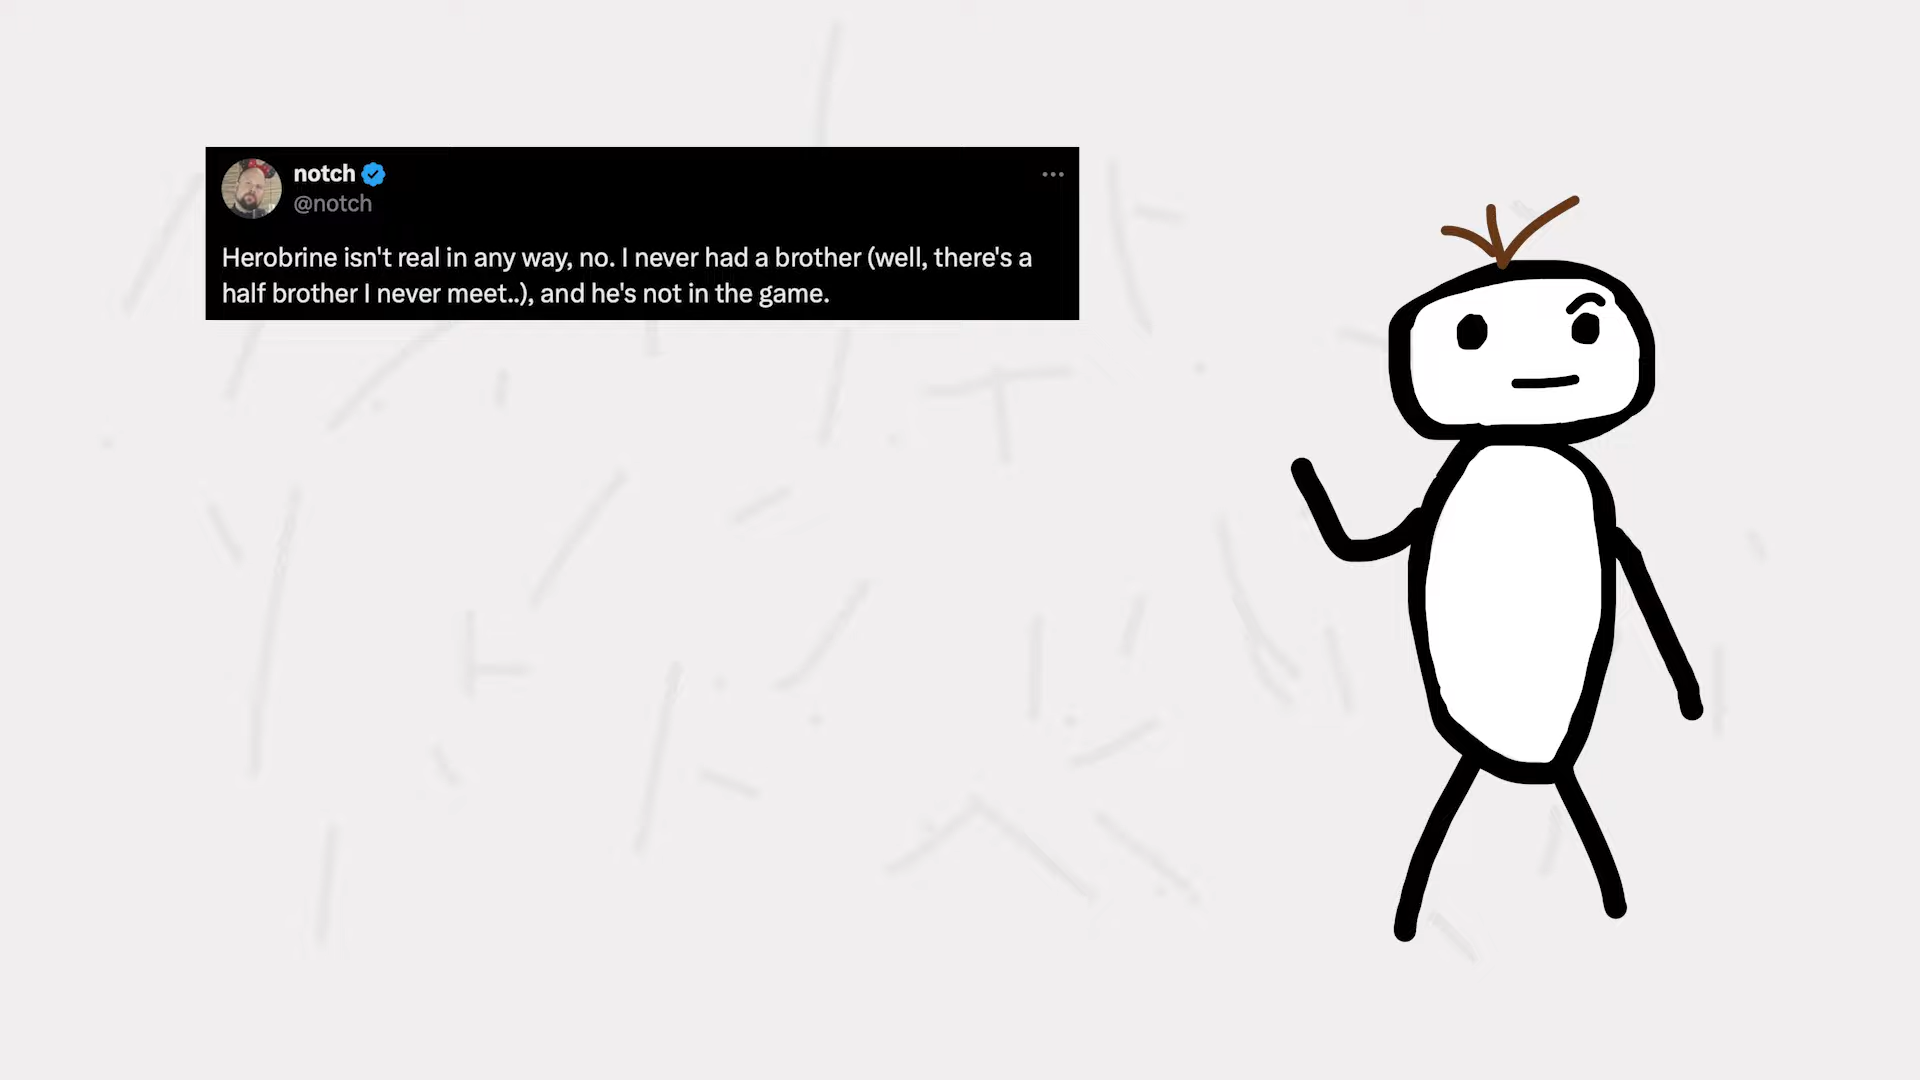 notch
@notch
Herobrine isn't real in any way, no. I never had a brother (well, there's a
half brother I never meet..), and he's not in the game.